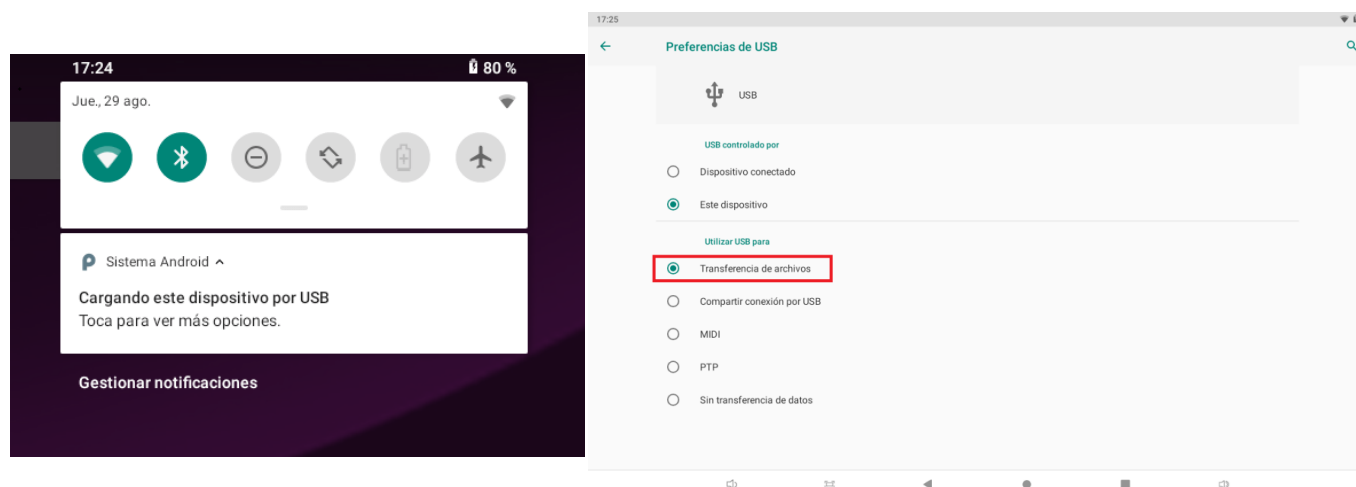 17:24
80 %
Jue., 29 ago.
Sistema Android
Cargando este dispositivo por USB
Toca para ver más opciones.
Gestionar notificaciones
17:25
Preferencias de USB
USB
USB controlado por
Dispositivo conectado
Este dispositivo
Utilizar USB para
Transferencia de archivos
Compartir conexión por USB
MIDI
PTP
Sin transferencia de datos